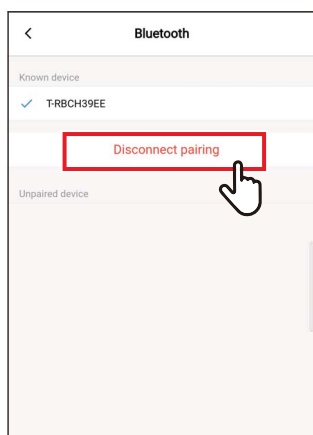 Bluetooth
Known device
T-RBCH39EE
Disconnect pairing
Unpaired device